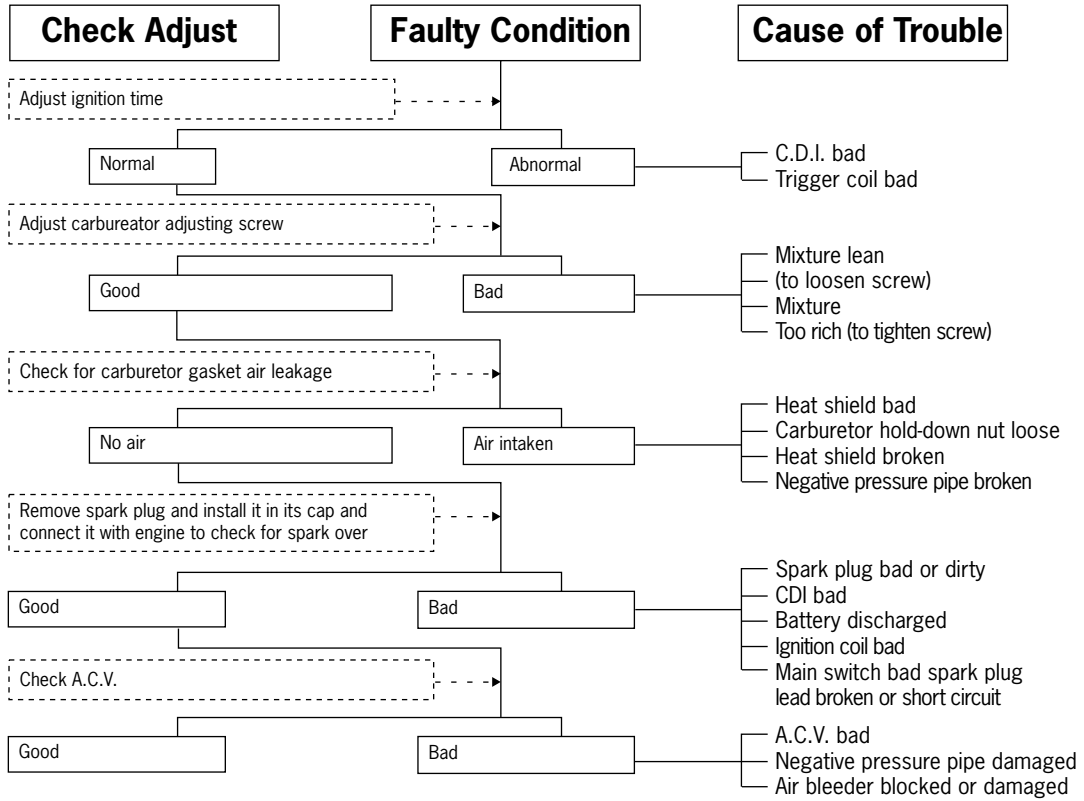 Check Adjust
Faulty Condition
Cause of Trouble
Adjust ignition time
Normal
Abnormal
C.D.I. bad
Trigger coil bad
Adjust carbureator adjusting screw
Good
Bad
Mixture lean
(to loosen screw)
Mixture
Too rich (to tighten screw)
Check for carburetor gasket air leakage
No air
Air intaken
Heat shield bad
Carburetor hold-down nut loose
Heat shield broken
Negative pressure pipe broken
Remove spark plug and install it in its cap and
connect it with engine to check for spark over
Good
Bad
Spark plug bad or dirty
CDI bad
Battery discharged
Ignition coil bad
Main switch bad spark plug
lead broken or short circuit
Check A.C.V.
Good
Bad
A.C.V. bad
Negative pressure pipe damaged
Air bleeder blocked or damaged